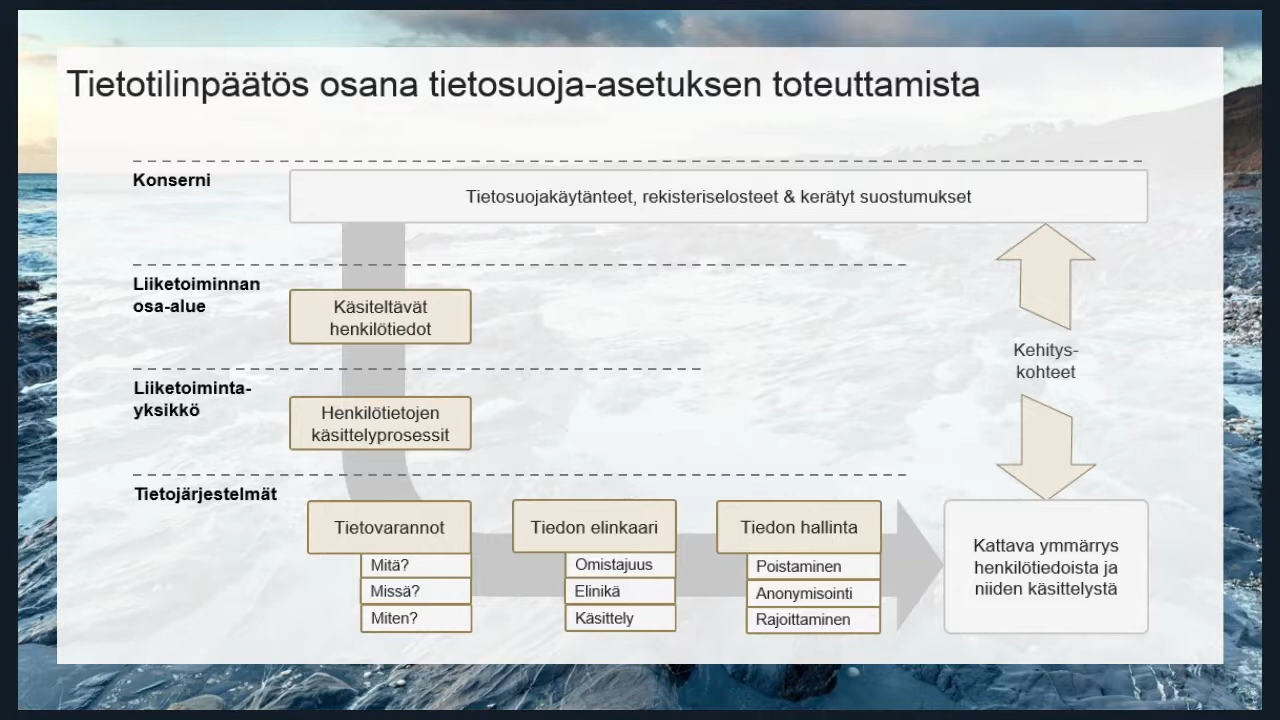 Tietotilinpäätös osana tietosuoja-asetuksen toteuttamista
Konserni
Tietosuojakäytänteet, rekisteriselosteet & kerätyt suostumukset
Liiketoiminnan
osa-alue
Käsiteltävät
henkilötiedot
Kehitys-
kohteet
Liiketoiminta-
yksikkö
Henkilötietojen
käsittelyprosessit
Tietojärjestelmät
Tietovarannot
Mitä?
Missä?
Miten?
Tiedon elinkaari
Omistajuus
Elinikä
Käsittely
Tiedon hallinta
Poistaminen
Anonymisointi
Rajoittaminen
Kattava ymmärrys
henkilötiedoista ja
niiden käsittelystä